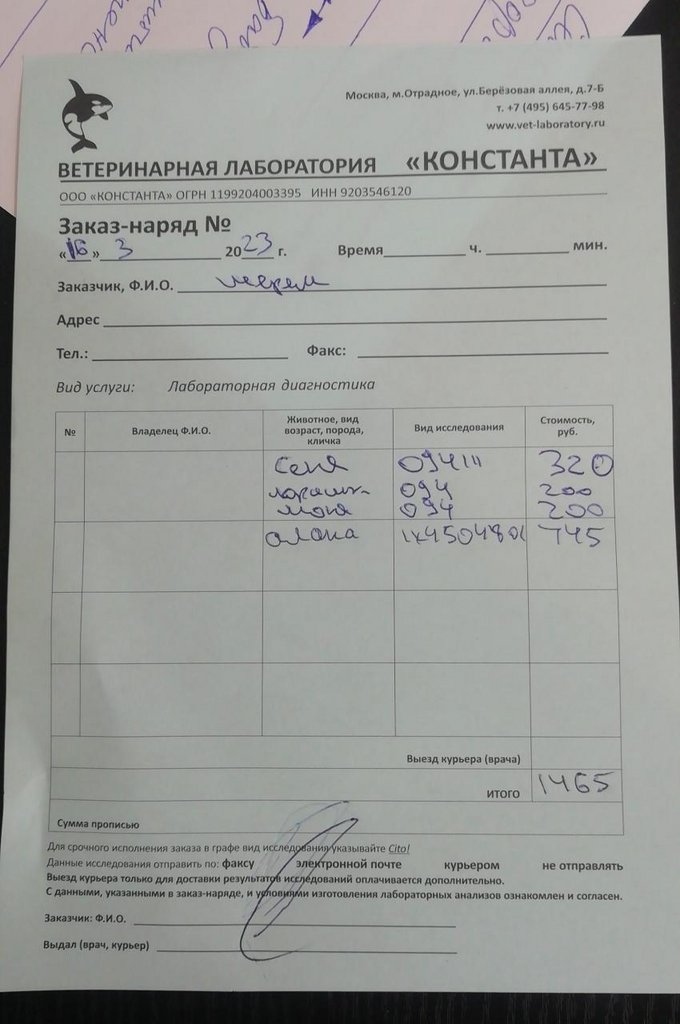 Москва, м.Отрадное, ул.Берёзовая аллея, д.7-Б
т. +7 (495) 645-77-98
www.vet-laboratory.ru
ВЕТЕРИНАРНАЯ ЛАБОРАТОРИЯ «КОНСТАНТА»
ООО «КОНСТАНТА» ОГРН 1199204003395 ИНН 9203546120
Заказ-наряд №
«16» 3 2023 г. Время ч. мин.
Заказчик, Ф.И.О.
Адрес
Тел.: Факс:
Вид услуги: Лабораторная диагностика
№ Владелец Ф.И.О. Животное, вид возраст, порода, кличка Вид исследования Стоимость, руб.
Сеня 320
094 200
094 200
745
Выезд курьера (врача)
ИТОГО 1465
Сумма прописью
Для срочного исполнения заказа в графе вид исследования указывайте Cito!
Данные исследования отправить по: факсу электронной почте курьером не отправлять
Выезд курьера только для доставки результатов исследований оплачивается дополнительно.
С данными, указанными в заказ-наряде, и условиями изготовления лабораторных анализов ознакомлен и согласен.
Заказчик: Ф.И.О.
Выдал (врач, курьер)